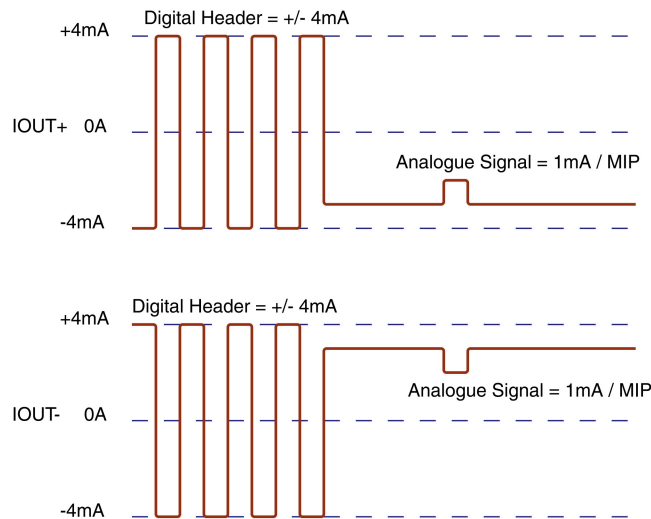 Digital Header = +/- 4mA
+4mA
IOUT+ 0A
Analogue Signal = 1mA / MIP
-4mA
Digital Header = +/- 4mA
+4mA
Analogue Signal = 1mA / MIP
IOUT- 0A
-4mA